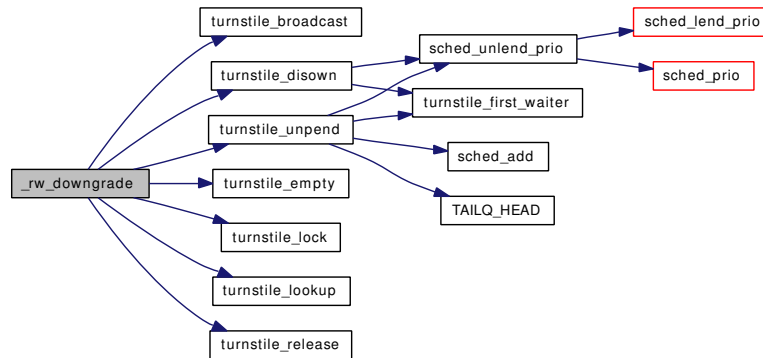 turnstile_broadcast
sched_lend_prio
sched_unlend_prio
turnstile_disown
sched_prio
turnstile_first_waiter
turnstile_unpend
sched_add
_rw_downgrade
turnstile_empty
TAILQ_HEAD
turnstile_lock
turnstile_lookup
turnstile_release